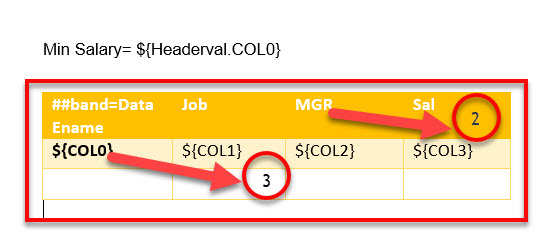 Min Salary= ${Headerval.COL0}
##band=Data Job MGR Sal 2
Ename
${COL0} ${COL1} ${COL2} ${COL3}
3